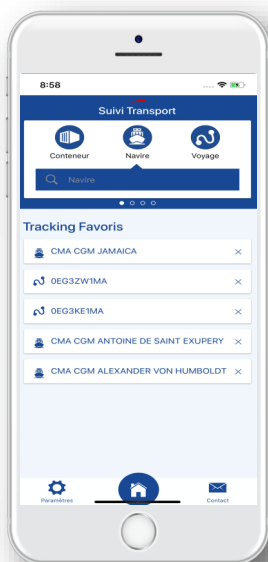 8:58
Suivi Transport
Conteneur Navire Voyage
Navire
Tracking Favoris
CMA CGM JAMAICA ×
0EG3ZW1MA ×
0EG3KE1MA ×
CMA CGM ANTOINE DE SAINT EXUPERY ×
CMA CGM ALEXANDER VON HUMBOLDT ×
Paramètres Contact